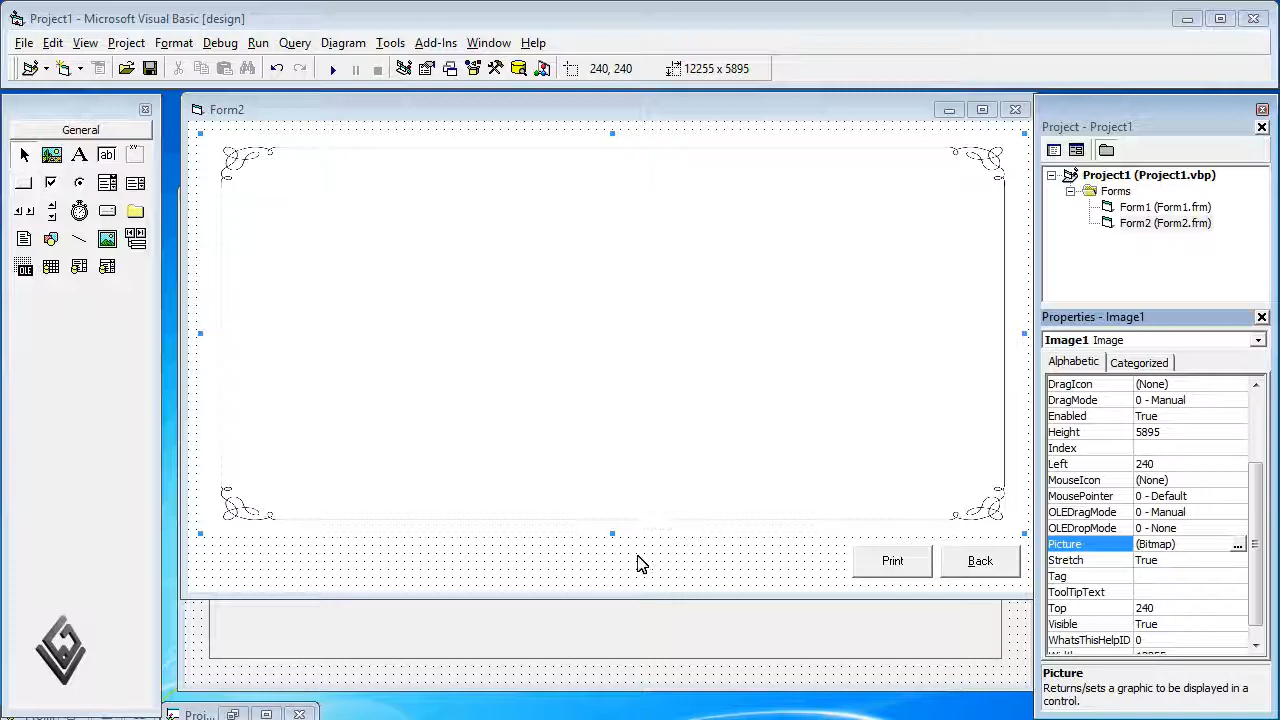 Project1 - Microsoft Visual Basic [design]
File Edit View Project Format Debug Run Query Diagram Tools Add-Ins Window Help
240, 240 12255 x 5895
General
Form2
Print Back
Project - Project1
Project1 (Project1.vbp)
Forms
Form1 (Form1.frm)
Form2 (Form2.frm)
Properties - Image1
Image1 Image
Alphabetic Categorized
DragIcon (None)
DragMode 0 - Manual
Enabled True
Height 5895
Index
Left 240
MouseIcon (None)
MousePointer 0 - Default
OLEDragMode 0 - Manual
OLEDropMode 0 - None
Picture (Bitmap) ...
Stretch True
Tag
ToolTipText
Top 240
Visible True
WhatsThisHelpID 0
Picture
Returns/sets a graphic to be displayed in a control.
Proj...